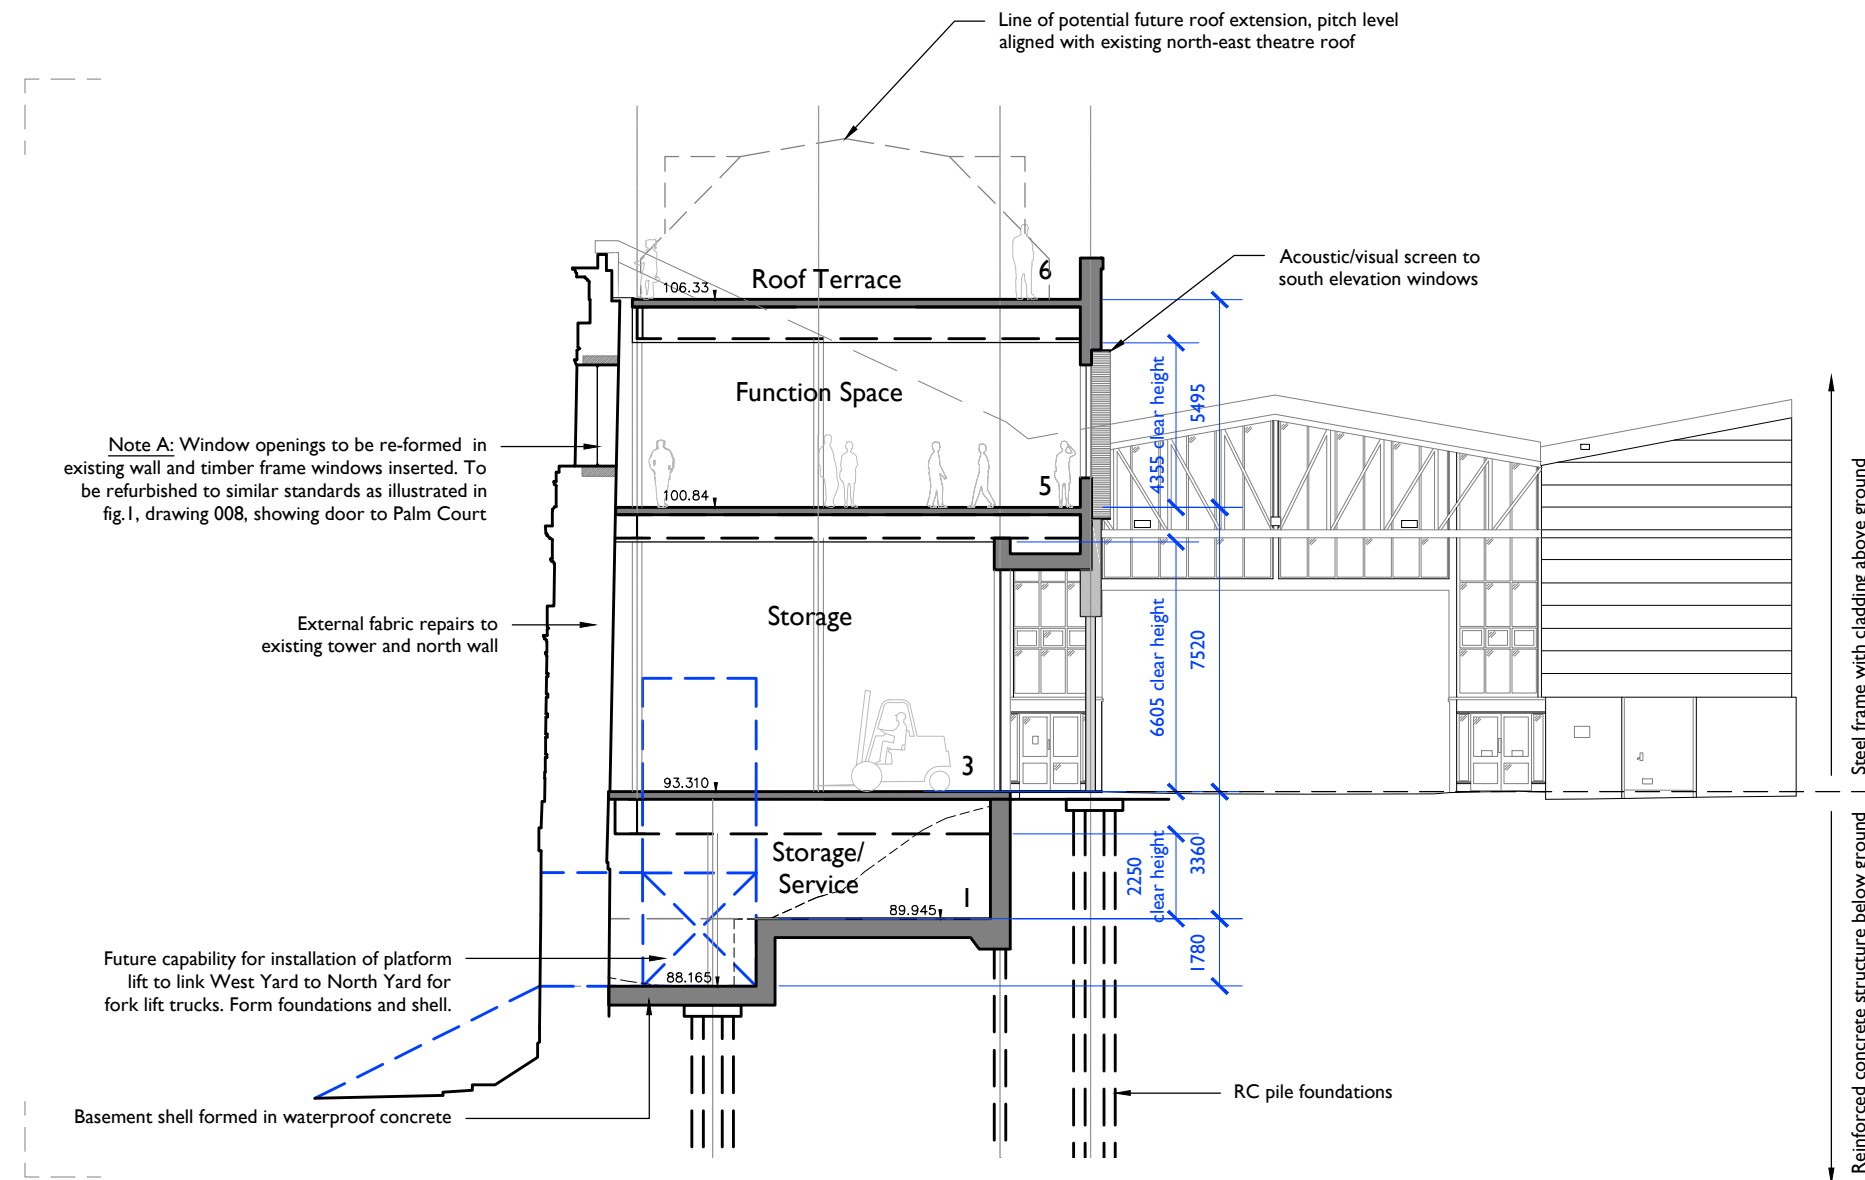 Line of potential future roof extension, pitch level
aligned with existing north-east theatre roof
Acoustic/visual screen to
south elevation windows
6
Roof Terrace
106.33
Function Space
4355 clear height
5495
Note A: Window openings to be re-formed in
existing wall and timber frame windows inserted. To
be refurbished to similar standards as illustrated in
fig.1, drawing 008, showing door to Palm Court
5
100.84
Storage
External fabric repairs to
existing tower and north wall
6605 clear height
7520
Steel frame with cladding above ground
3
93.310
Storage/
Service
2250
clear height
3360
1
89.945
1780
Future capability for installation of platform
lift to link West Yard to North Yard for
fork lift trucks. Form foundations and shell.
88.165
Reinforced concrete structure below ground
RC pile foundations
Basement shell formed in waterproof concrete